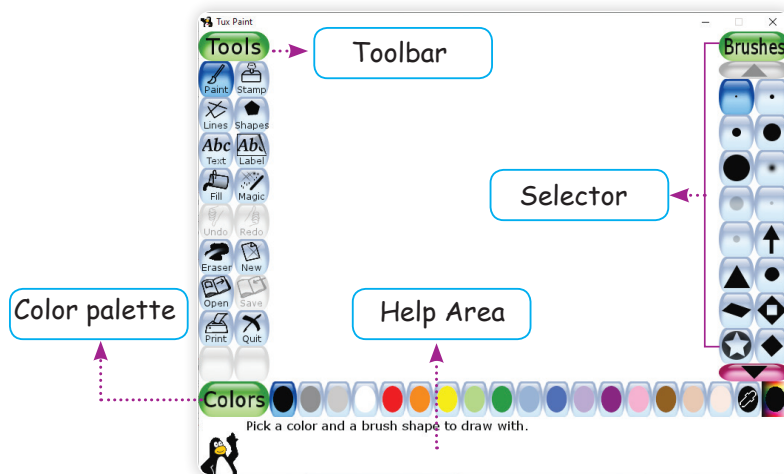 Tux Paint
Tools
Toolbar
Brushes
Paint Stamp
Lines Shapes
Abc Abc
Text Label
Fill Magic
Selector
Undo Redo
Eraser New
Open Save
Color palette
Help Area
Print Quit
Colors
Pick a color and a brush shape to draw with.